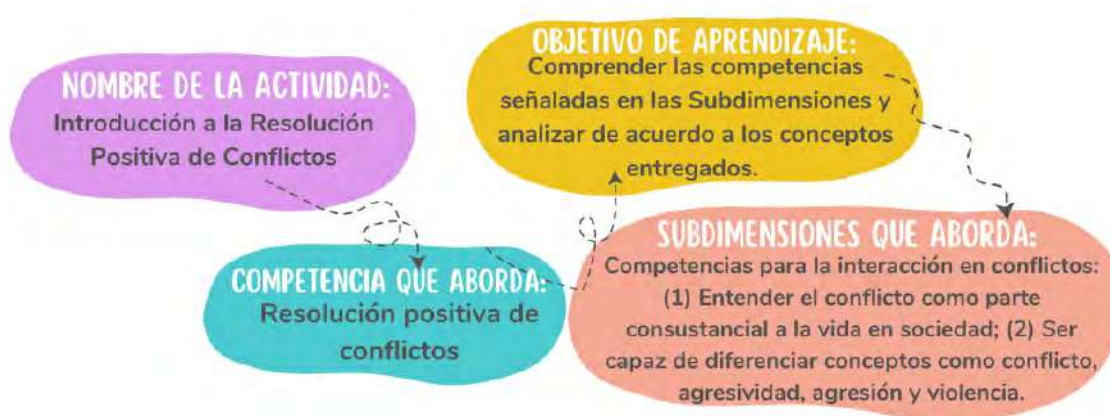 NOMBRE DE LA ACTIVIDAD:
Introducción a la Resolución
Positiva de Conflictos
COMPETENCIA QUE ABORDA:
Resolución positiva de
conflictos
OBJETIVO DE APRENDIZAJE:
Comprender las competencias
señaladas en las Subdimensiones y
analizar de acuerdo a los conceptos
entregados.
SUBDIMENSIONES QUE ABORDA:
Competencias para la interacción en conflictos:
(1) Entender el conflicto como parte
consustancial a la vida en sociedad; (2) Ser
capaz de diferenciar conceptos como conflicto,
agresividad, agresión y violencia.